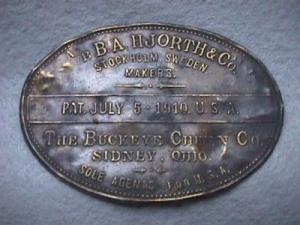 B.A. HJORTH & Co.
STOCKHOLM, SWEDEN
MAKERS.
PAT. JULY 5-1910. U.S.A.
THE BUCKEYE CHURN CO.
SIDNEY, OHIO.
SOLE AGENTS FOR U.S.A.